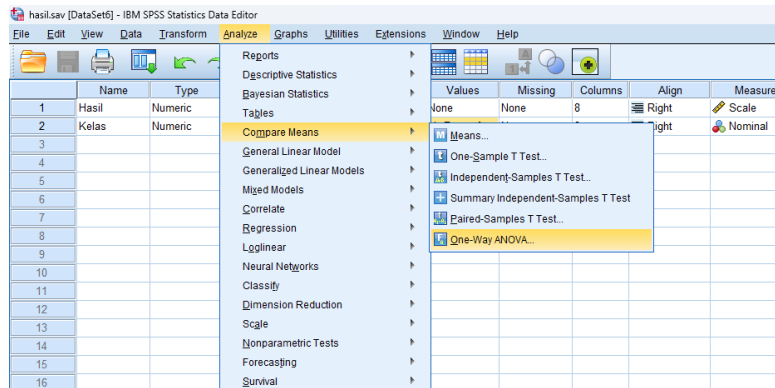 hasil.sav [DataSet6] - IBM SPSS Statistics Data Editor
File Edit View Data Transform Analyze Graphs Utilities Extensions Window Help
Name Type Values Missing Columns Align Measure
1 Hasil Numeric None None 8 Right Scale
2 Kelas Numeric Right Nominal
3
4
5
6
7
8
9
10
11
12
13
14
15
16
Reports
Descriptive Statistics
Bayesian Statistics
Tables
Compare Means
General Linear Model
Generalized Linear Models
Mixed Models
Correlate
Regression
Loglinear
Neural Networks
Classify
Dimension Reduction
Scale
Nonparametric Tests
Forecasting
Survival
Means...
One-Sample T Test...
Independent-Samples T Test...
Summary Independent-Samples T Test
Paired-Samples T Test...
One-Way ANOVA...